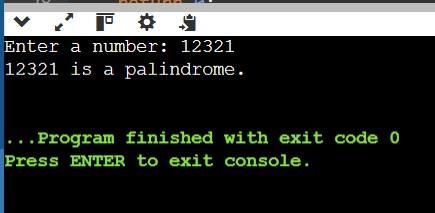 Enter a number: 12321
12321 is a palindrome.
...Program finished with exit code 0
Press ENTER to exit console.